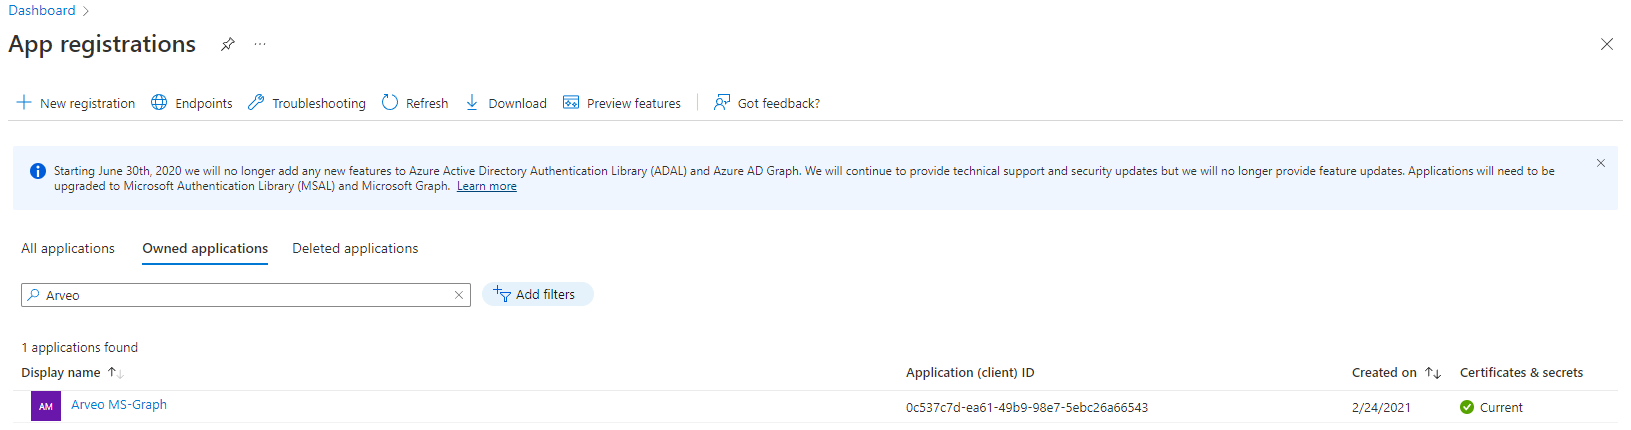 Dashboard >
App registrations ...
New registration Endpoints Troubleshooting Refresh Download Preview features Got feedback?
Starting June 30th, 2020 we will no longer add any new features to Azure Active Directory Authentication Library (ADAL) and Azure AD Graph. We will continue to provide technical support and security updates but we will no longer provide feature updates. Applications will need to be
upgraded to Microsoft Authentication Library (MSAL) and Microsoft Graph. Learn more
All applications Owned applications Deleted applications
Arveo Add filters
1 applications found
Display name Application (client) ID Created on Certificates & secrets
AM Arveo MS-Graph 0c537c7d-ea61-49b9-98e7-5ebc26a66543 2/24/2021 Current